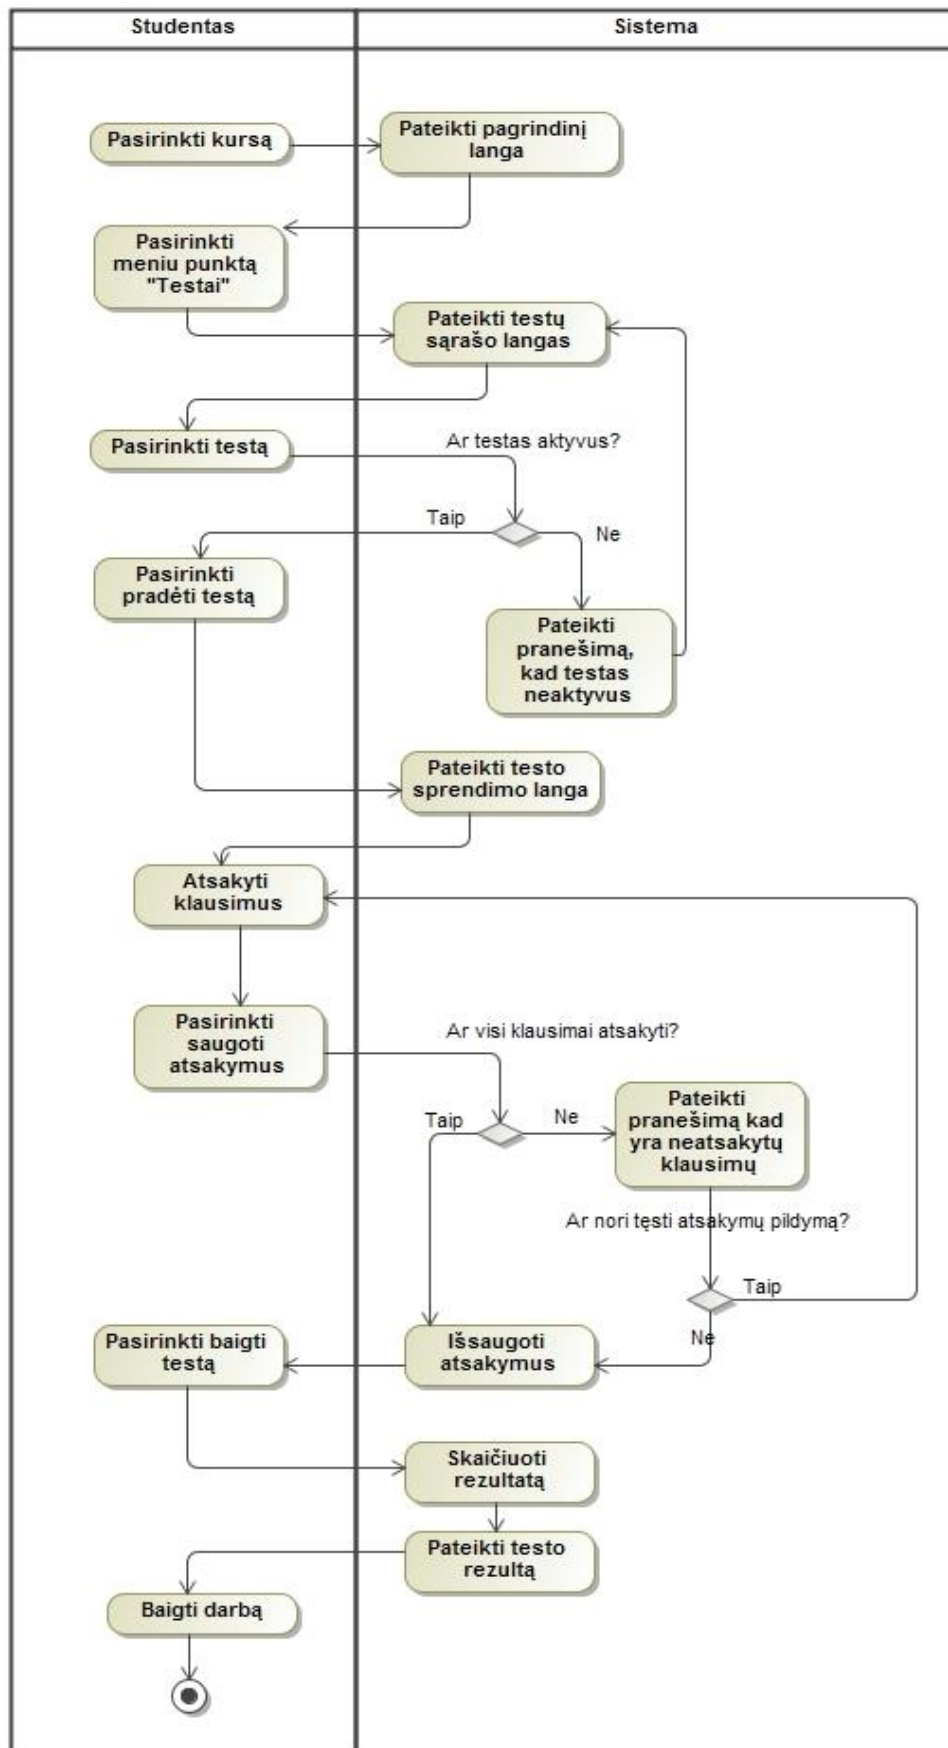 Studentas
Sistema
Pasirinkti kursą
Pateikti pagrindinį
langa
Pasirinkti
meniu punktą
"Testai"
Pateikti testų
sąrašo langas
Pasirinkti testą
Ar testas aktyvus?
Taip
Ne
Pasirinkti
pradėti testą
Pateikti
pranešimą,
kad testas
neaktyvus
Pateikti testo
sprendimo langa
Atsakyti
klausimus
Pasirinkti
saugoti
atsakymus
Ar visi klausimai atsakyti?
Taip
Ne
Pateikti
pranešimą kad
yra neatsakytų
klausimų
Ar nori tęsti atsakymų pildymą?
Taip
Ne
Pasirinkti baigti
testą
Išsaugoti
atsakymus
Skaičiuoti
rezultatą
Pateikti testo
rezultą
Baigti darbą